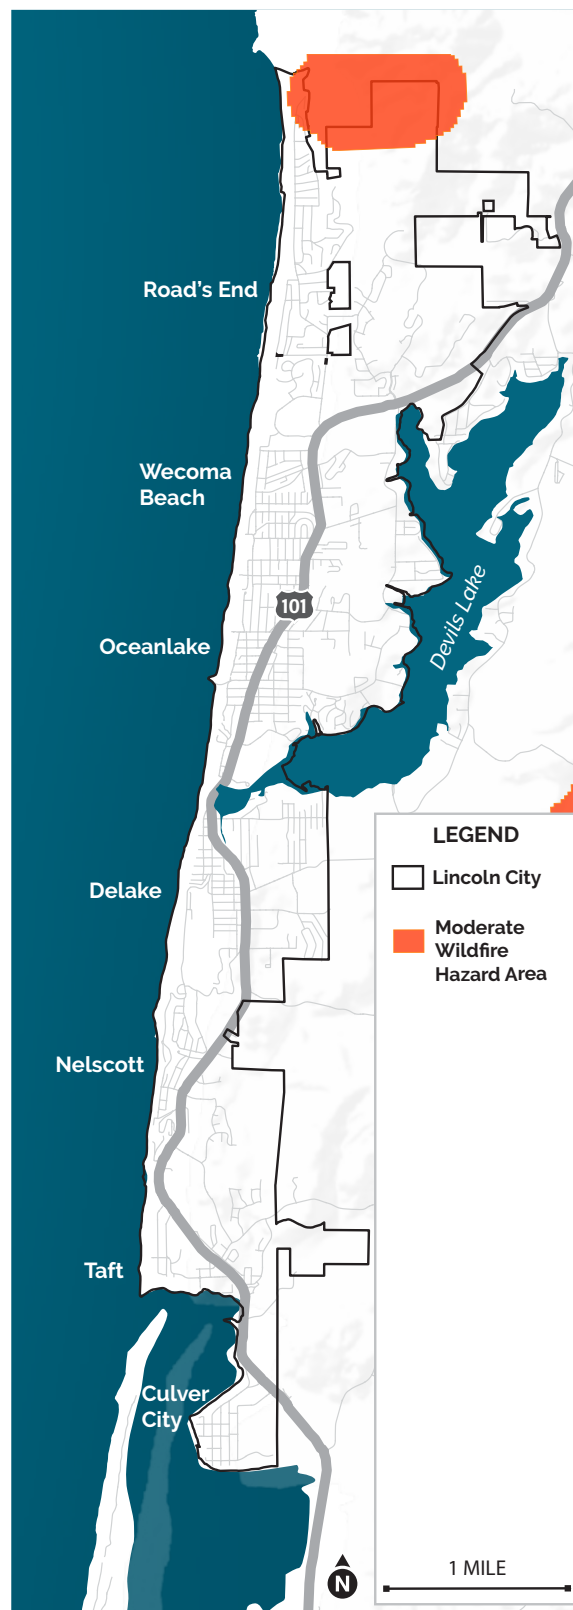 Road's End
Wecoma
Beach
101
Oceanlake
Devils Lake
LEGEND
Lincoln City
Delake
Moderate
Wildfire
Hazard Area
Nelscott
Taft
Culver
City
1 MILE
N